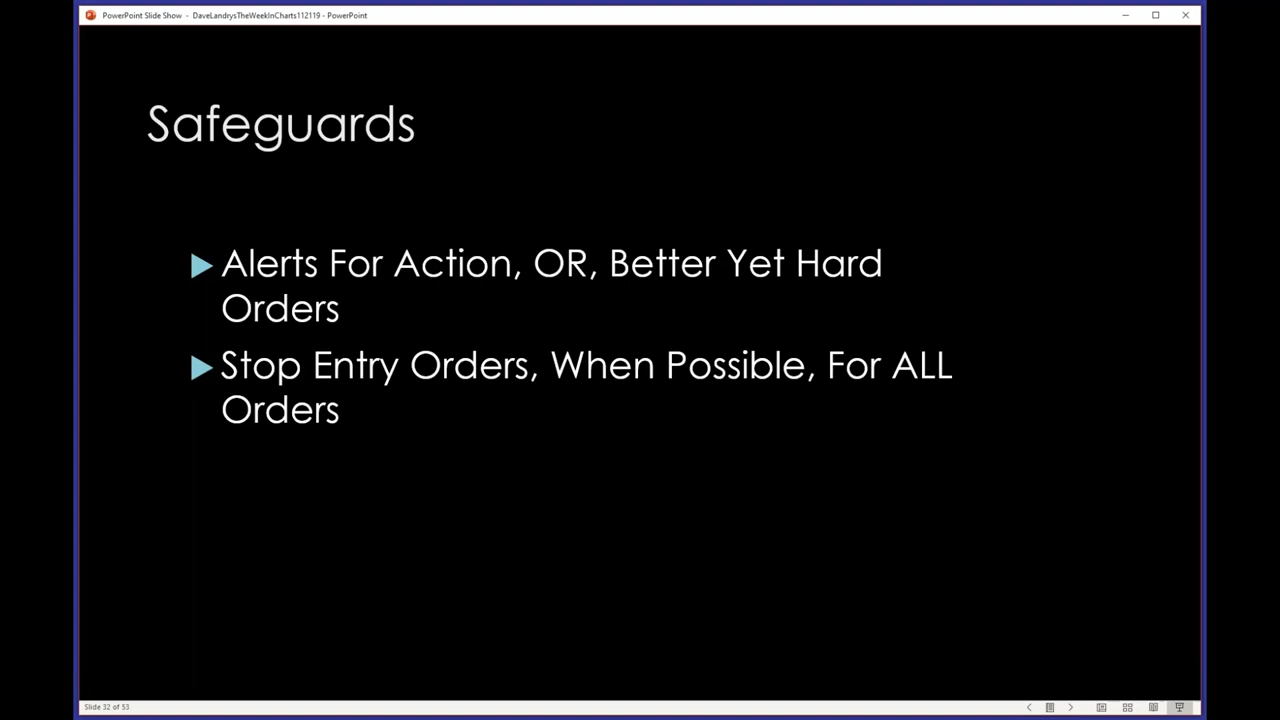 PowerPoint Slide Show - DaveLandrysTheWeekInCharts112119 - PowerPoint
Safeguards
Alerts For Action, OR, Better Yet Hard
Orders
Stop Entry Orders, When Possible, For ALL
Orders
Slide 32 of 53